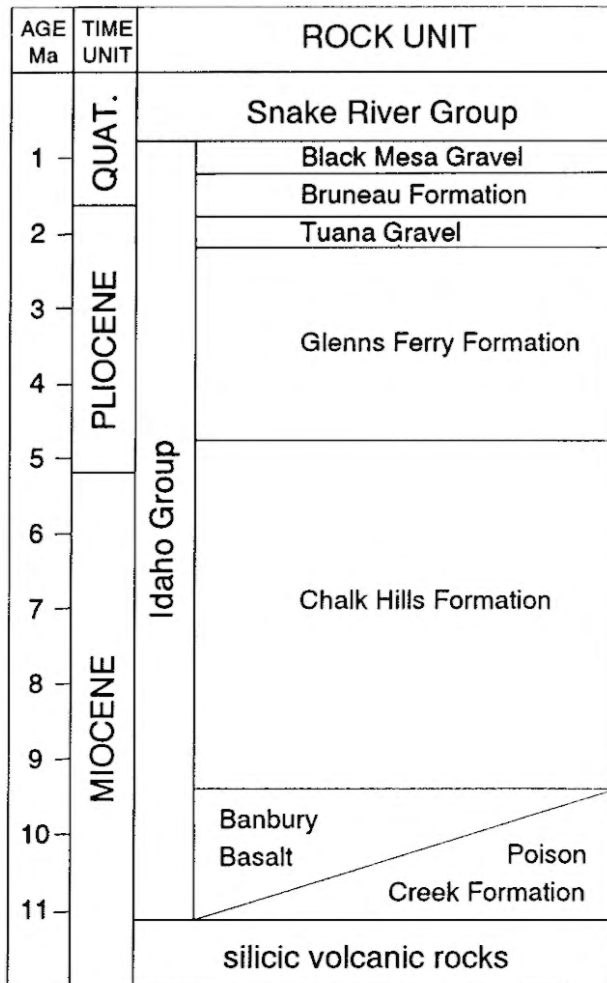 AGE
Ma
TIME
UNIT
ROCK UNIT
QUAT.
PLIOCENE
MIOCENE
1
2
3
4
5
6
7
8
9
10
11
Idaho Group
Snake River Group
Black Mesa Gravel
Bruneau Formation
Tuana Gravel
Glenns Ferry Formation
Chalk Hills Formation
Banbury
Basalt
Poison
Creek Formation
silicic volcanic rocks